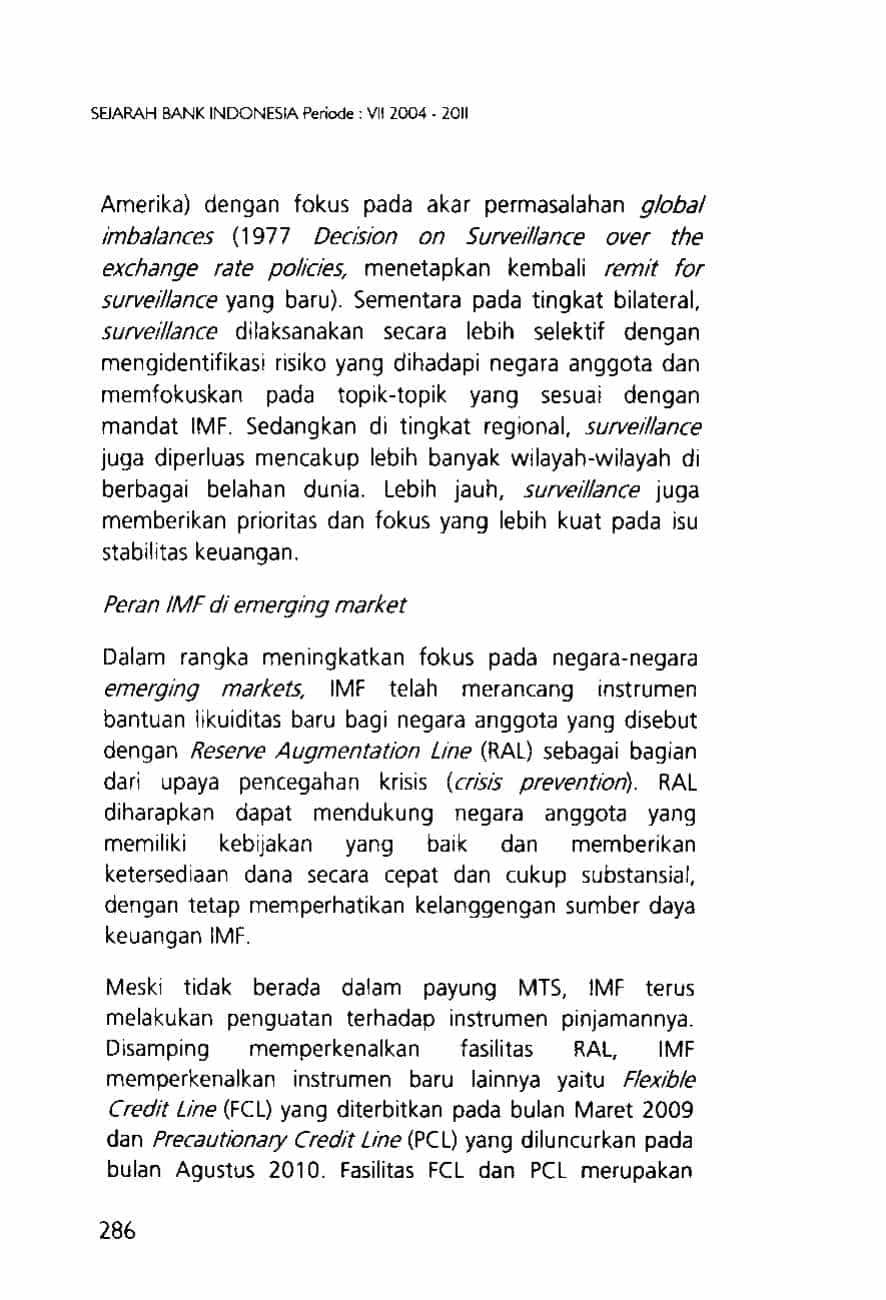 SEJARAH BANK INDONESIA Periode : VII 2004 - 2011
Amerika) dengan fokus pada akar permasalahan global
imbalances (1977 Decision on Surveillance over the
exchange rate policies, menetapkan kembali remit for
surveillance yang baru). Sementara pada tingkat bilateral,
surveillance dilaksanakan secara lebih selektif dengan
mengidentifikasi risiko yang dihadapi negara anggota dan
memfokuskan pada topik-topik yang sesuai dengan
mandat IMF. Sedangkan di tingkat regional, surveillance
juga diperluas mencakup lebih banyak wilayah-wilayah di
berbagai belahan dunia. Lebih jauh, surveillance juga
memberikan prioritas dan fokus yang lebih kuat pada isu
stabilitas keuangan.
Peran IMF di emerging market
Dalam rangka meningkatkan fokus pada negara-negara
emerging markets, IMF telah merancang instrumen
bantuan likuiditas baru bagi negara anggota yang disebut
dengan Reserve Augmentation Line (RAL) sebagai bagian
dari upaya pencegahan krisis (crisis prevention). RAL
diharapkan dapat mendukung negara anggota yang
memiliki kebijakan yang baik dan memberikan
ketersediaan dana secara cepat dan cukup substansial,
dengan tetap memperhatikan kelanggengan sumber daya
keuangan IMF.
Meski tidak berada dalam payung MTS, IMF terus
melakukan penguatan terhadap instrumen pinjamannya.
Disamping memperkenalkan fasilitas RAL, IMF
memperkenalkan instrumen baru lainnya yaitu Flexible
Credit Line (FCL) yang diterbitkan pada bulan Maret 2009
dan Precautionary Credit Line (PCL) yang diluncurkan pada
bulan Agustus 2010. Fasilitas FCL dan PCL merupakan
286